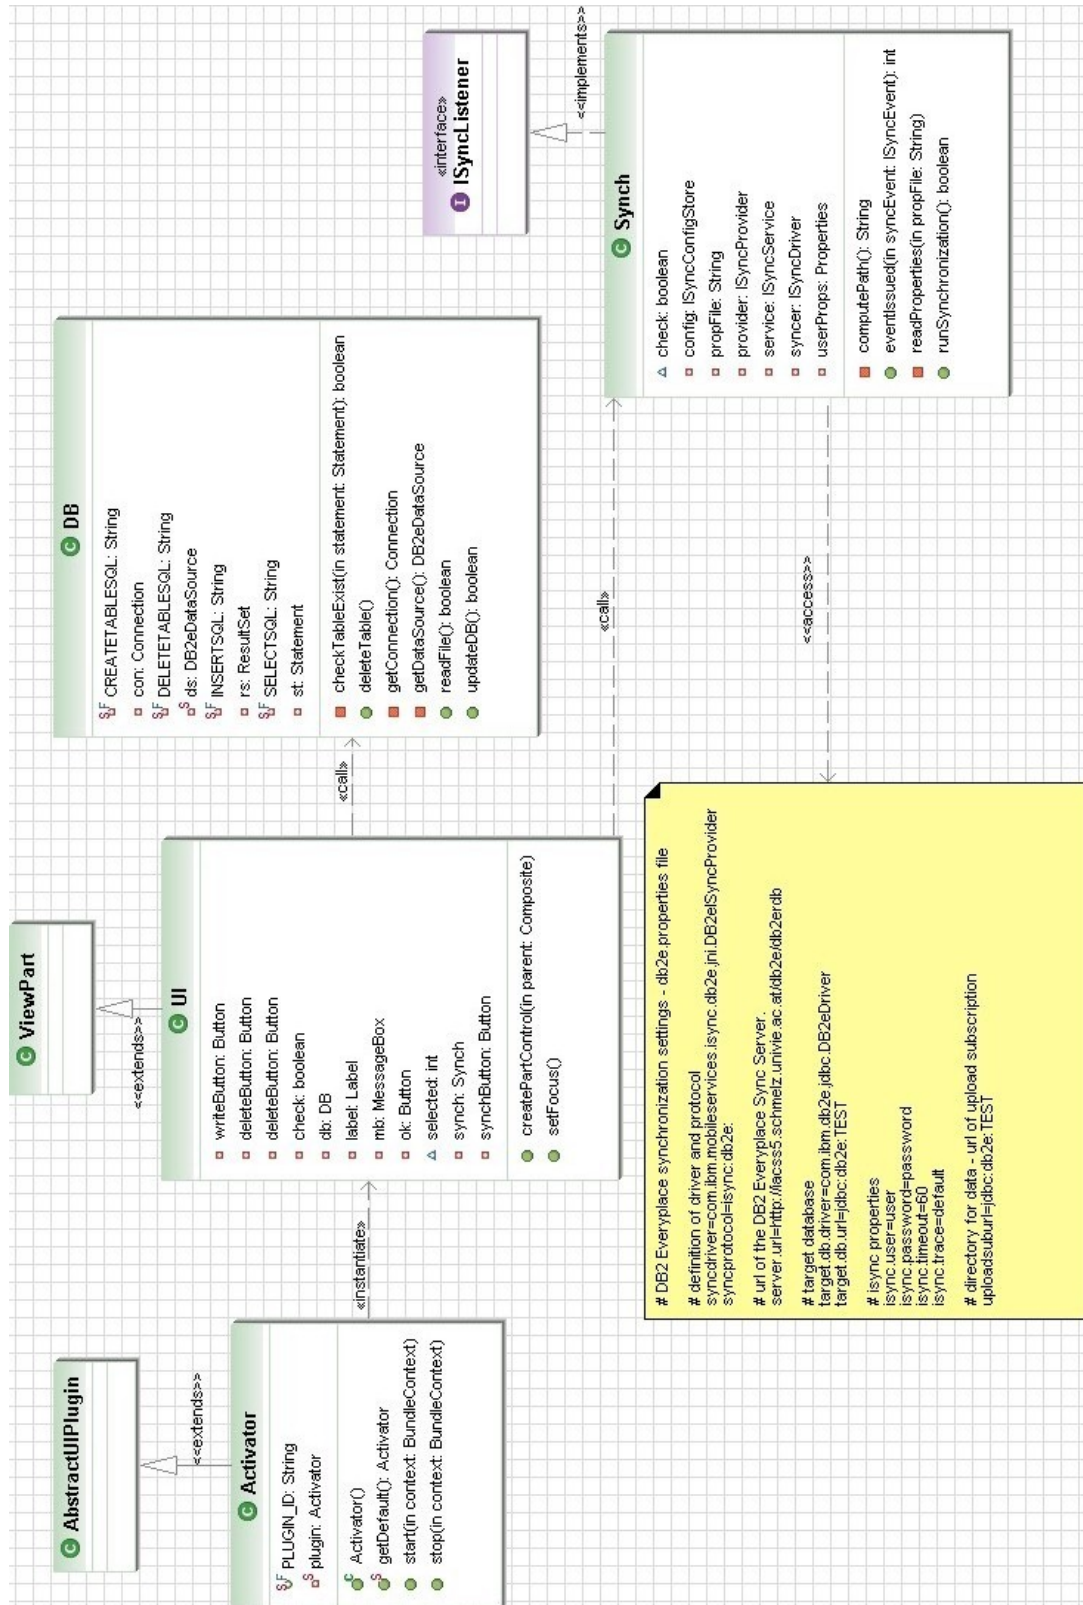 AbstractUIPlugin
<<extends>>
Activator
PLUGIN_ID: String
plugin: Activator
Activator()
getDefault(): Activator
start(in context: BundleContext)
stop(in context: BundleContext)
«instantiate»
ViewPart
<<extends>>
UI
writeButton: Button
deleteButton: Button
deleteButton: Button
check: boolean
db: DB
label: Label
mb: MessageBox
ok: Button
selected: int
synch: Synch
synchButton: Button
createPartControl(in parent: Composite)
setFocus()
«call»
«call»
DB
CREATETABLESQL: String
con: Connection
DELETETABLESQL: String
ds: DB2eDataSource
INSERTSQL: String
rs: ResultSet
SELECTSQL: String
st: Statement
checkTableExist(in statement: Statement): boolean
deleteTable()
getConnection(): Connection
getDataSource(): DB2eDataSource
readFile(): boolean
updateDB(): boolean
«interface»
ISyncListener
<<implements>>
Synch
check: boolean
config: ISyncConfigStore
propFile: String
provider: ISyncProvider
service: ISyncService
syncer: ISyncDriver
userProps: Properties
computePath(): String
eventIssued(in syncEvent: ISyncEvent): int
readProperties(in propFile: String)
runSynchronization(): boolean
<<access>>
# DB2 Everyplace synchronization settings - db2e.properties file
# definition of driver and protocol
syncdriver=com.ibm.mobileservices.isync.db2e.jni.DB2eISyncProvider
syncprotocol=isync:db2e:
# url of the DB2 Everyplace Sync Server.
server.url=http://lacss5.schmelz.univie.ac.at/db2e/db2erdb
# target database
target.db.driver=com.ibm.db2e.jdbc.DB2eDriver
target.db.url=jdbc:db2e:TEST
# isync properties
isync.user=user
isync.password=password
isync.timeout=60
isync.trace=default
# directory for data - url of upload subscription
uploadsuburl=jdbc:db2e:TEST